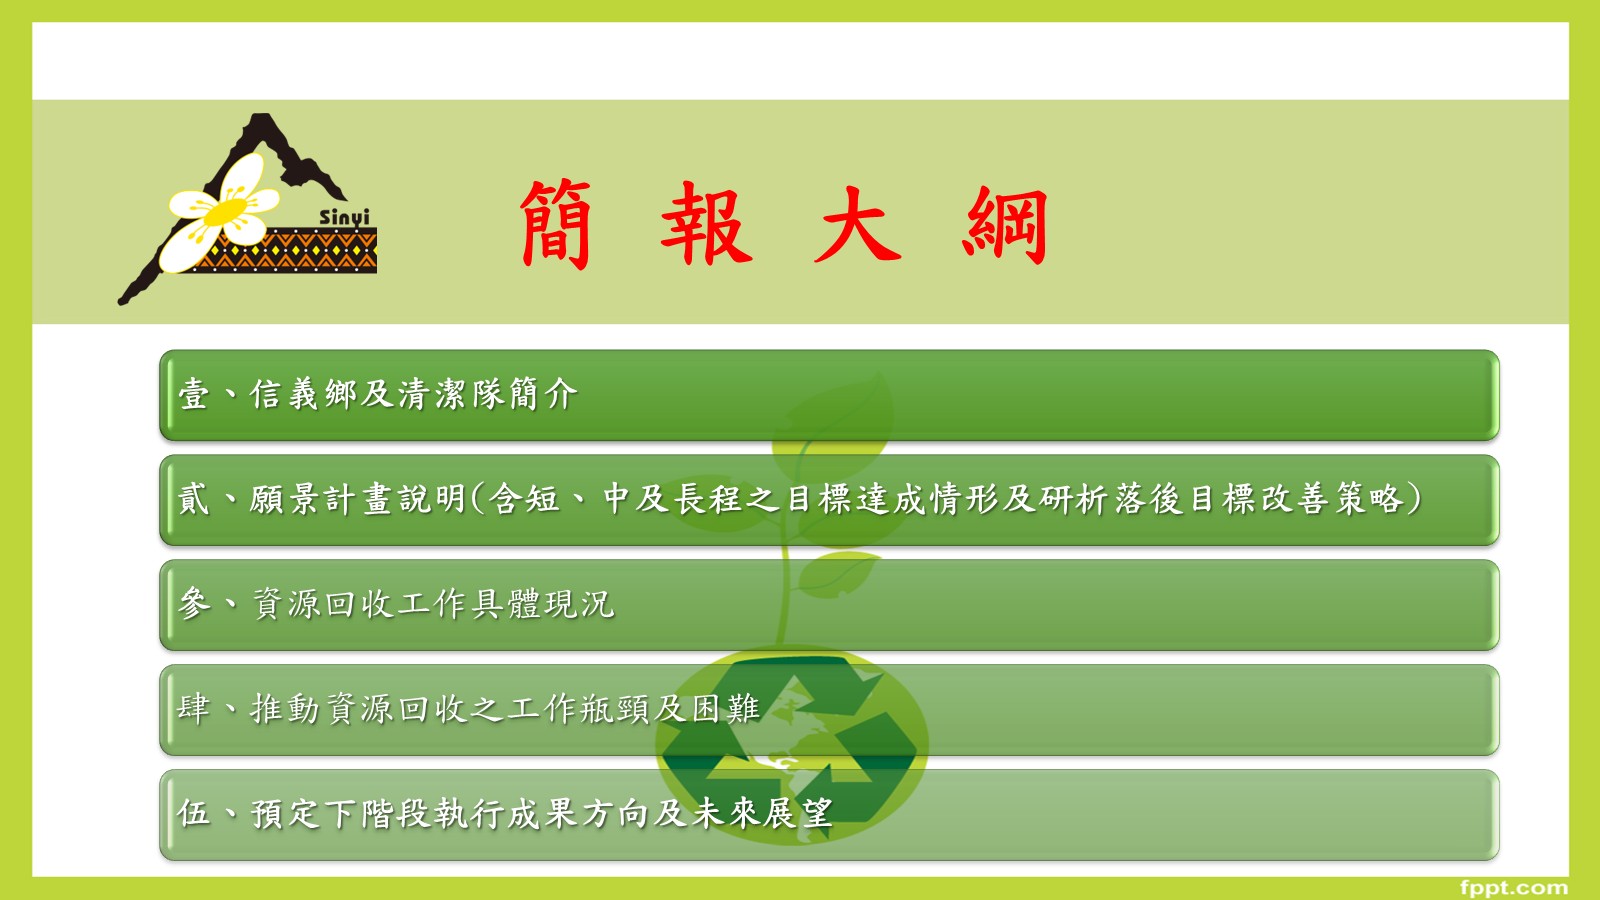 Sinyi
簡報大綱
壹、信義鄉及清潔隊簡介
貳、願景計畫說明(含短、中及長程之目標達成情形及研析落後目標改善策略)
參、資源回收工作具體現況
肆、推動資源回收之工作瓶頸及困難
伍、預定下階段執行成果方向及未來展望
fppt.com